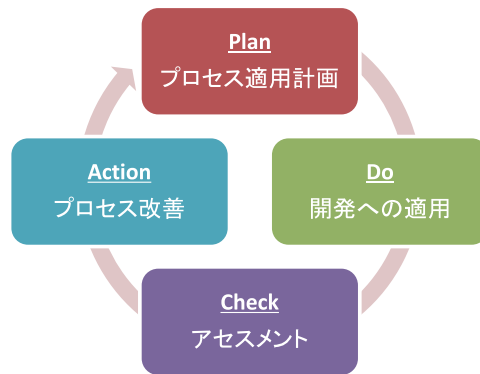 Plan
プロセス適用計画
Do
開発への適用
Check
アセスメント
Action
プロセス改善